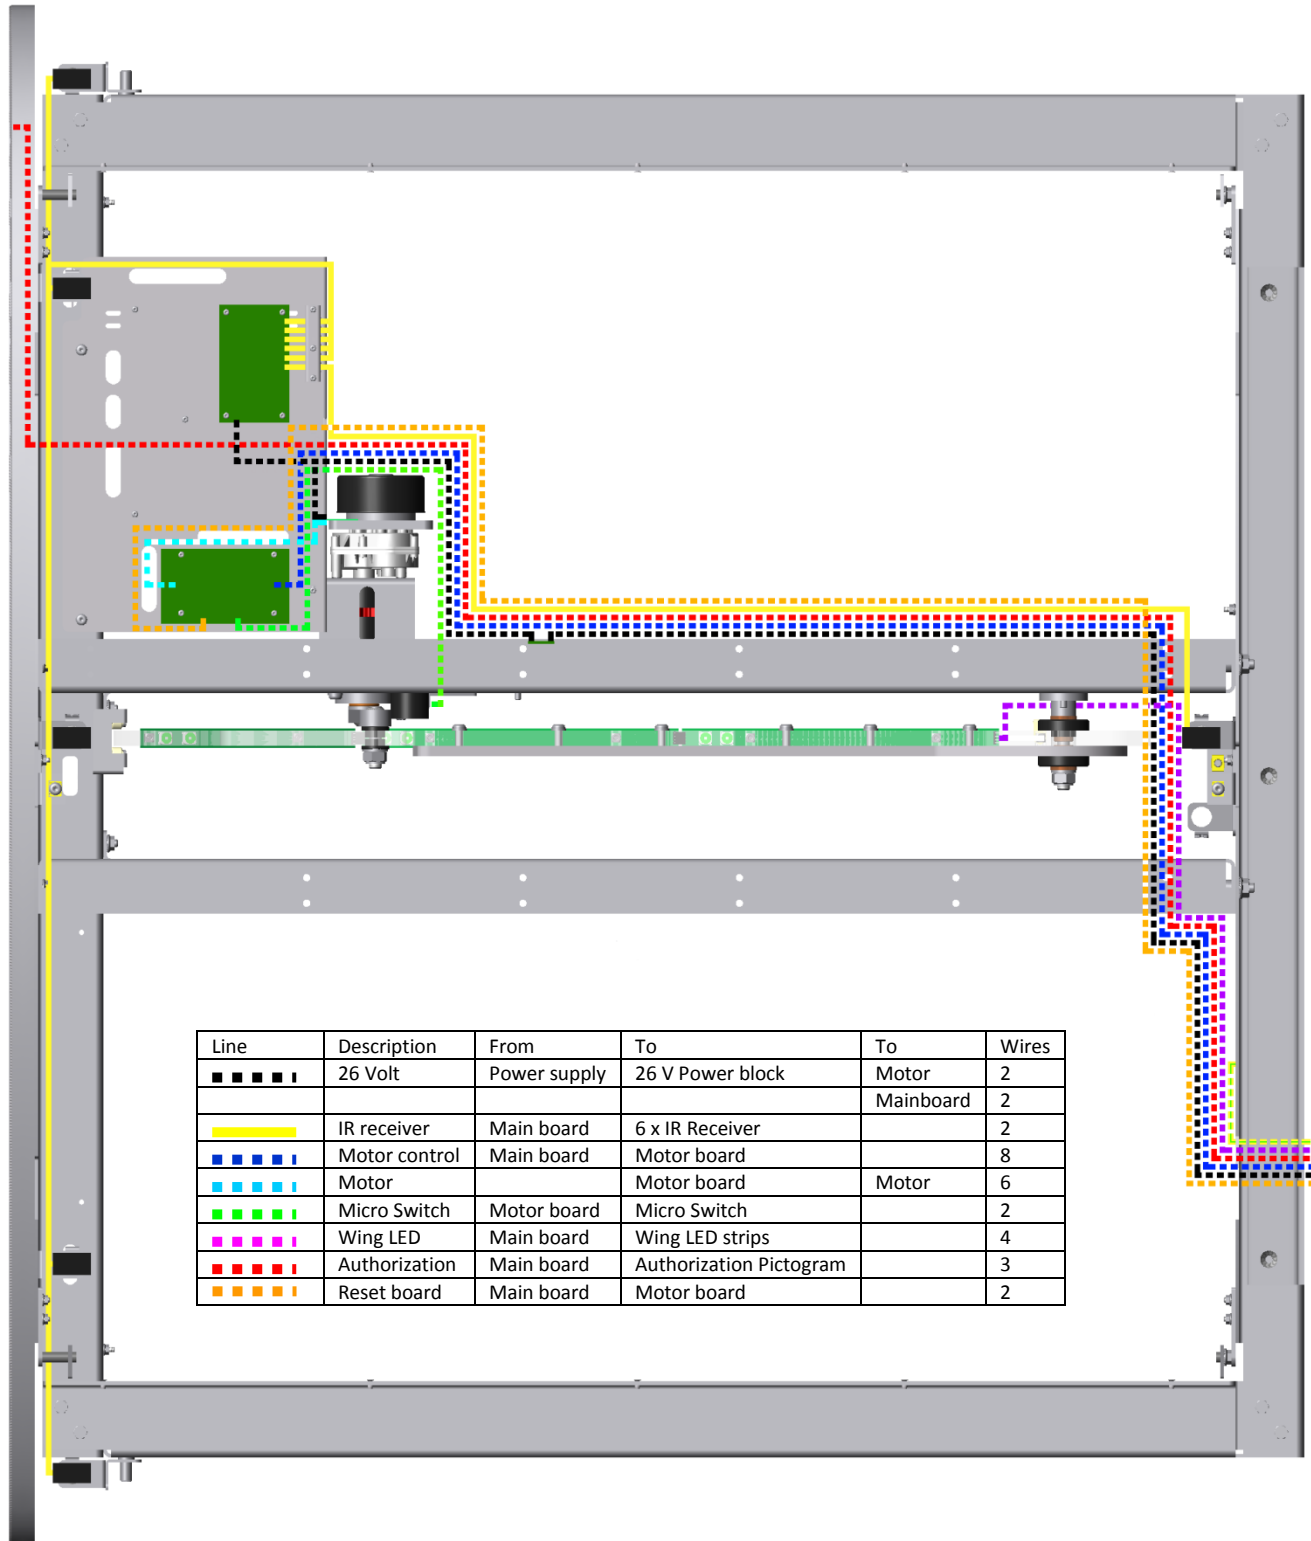 Line Description From To To Wires
26 Volt Power supply 26 V Power block Motor 2
Mainboard 2
IR receiver Main board 6 x IR Receiver 2
Motor control Main board Motor board 8
Motor Motor board Motor 6
Micro Switch Motor board Micro Switch 2
Wing LED Main board Wing LED strips 4
Authorization Main board Authorization Pictogram 3
Reset board Main board Motor board 2